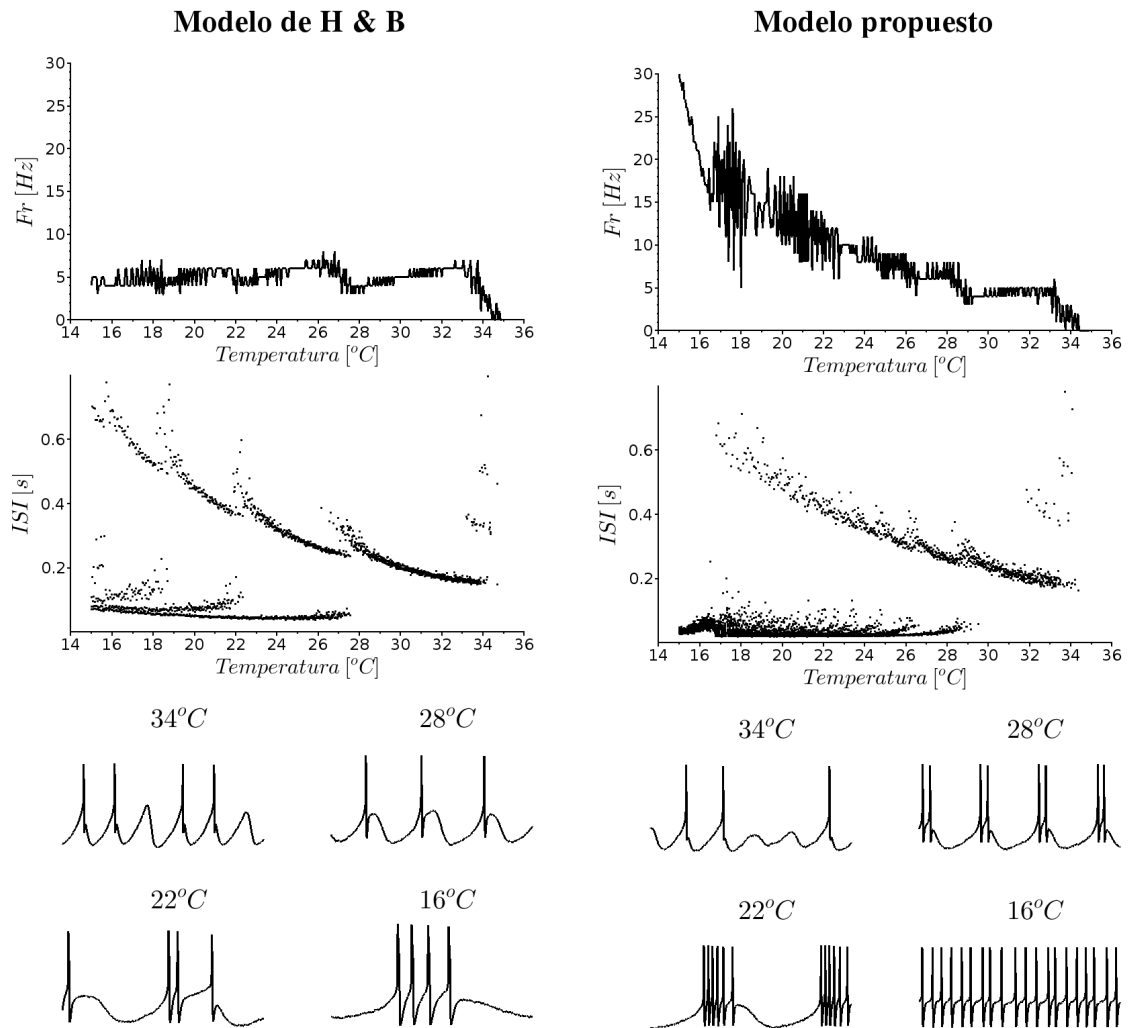 Modelo de H & B
30
25
20
15
10
5
0
Fr [Hz]
14 16 18 20 22 24 26 28 30 32 34 36
Temperatura [°C]
0.6
0.4
0.2
ISI [s]
14 16 18 20 22 24 26 28 30 32 34 36
Temperatura [°C]
34°C
28°C
22°C
16°C
Modelo propuesto
30
25
20
15
10
5
0
Fr [Hz]
14 16 18 20 22 24 26 28 30 32 34 36
Temperatura [°C]
0.6
0.4
0.2
ISI [s]
14 16 18 20 22 24 26 28 30 32 34 36
Temperatura [°C]
34°C
28°C
22°C
16°C